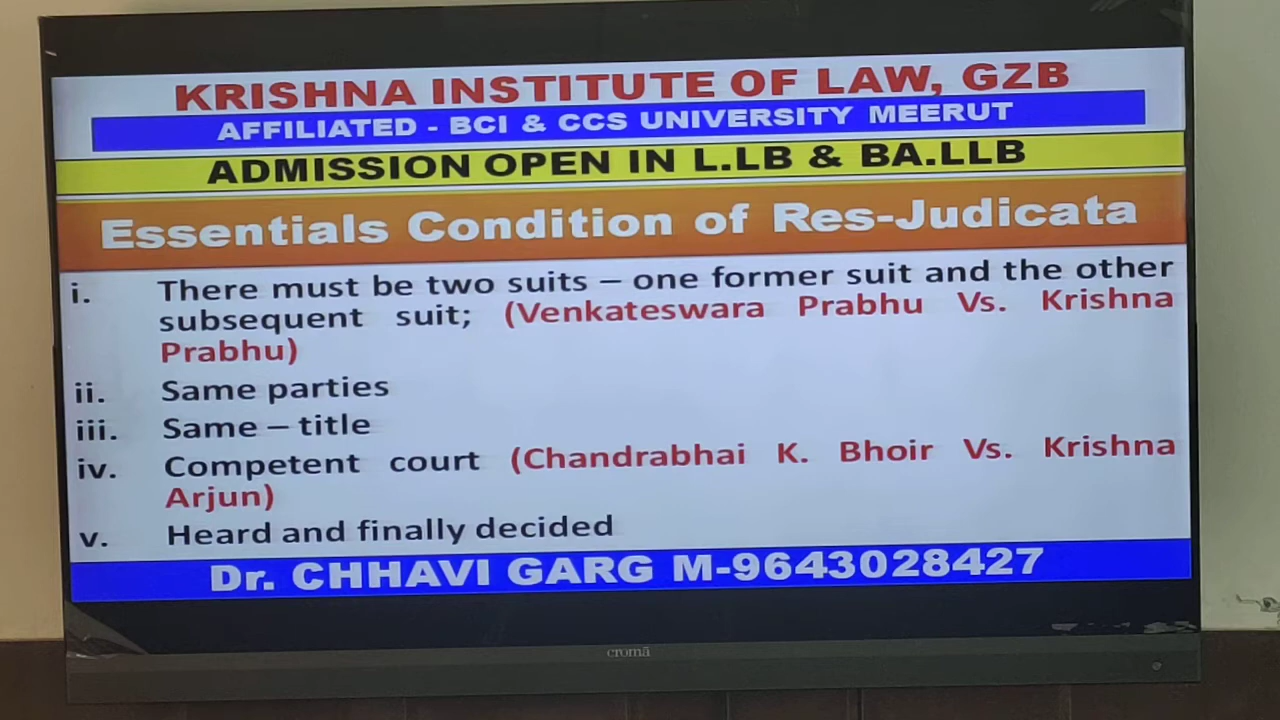 KRISHNA INSTITUTE OF LAW, GZB
AFFILIATED - BCI & CCS UNIVERSITY MEERUT
ADMISSION OPEN IN L.LB & BA.LLB
Essentials Condition of Res-Judicata
i. There must be two suits – one former suit and the other
subsequent suit; (Venkateswara Prabhu Vs. Krishna
Prabhu)
ii. Same parties
iii. Same – title
iv. Competent court (Chandrabhai K. Bhoir Vs. Krishna
Arjun)
v. Heard and finally decided
Dr. CHHAVI GARG M-9643028427
cromā